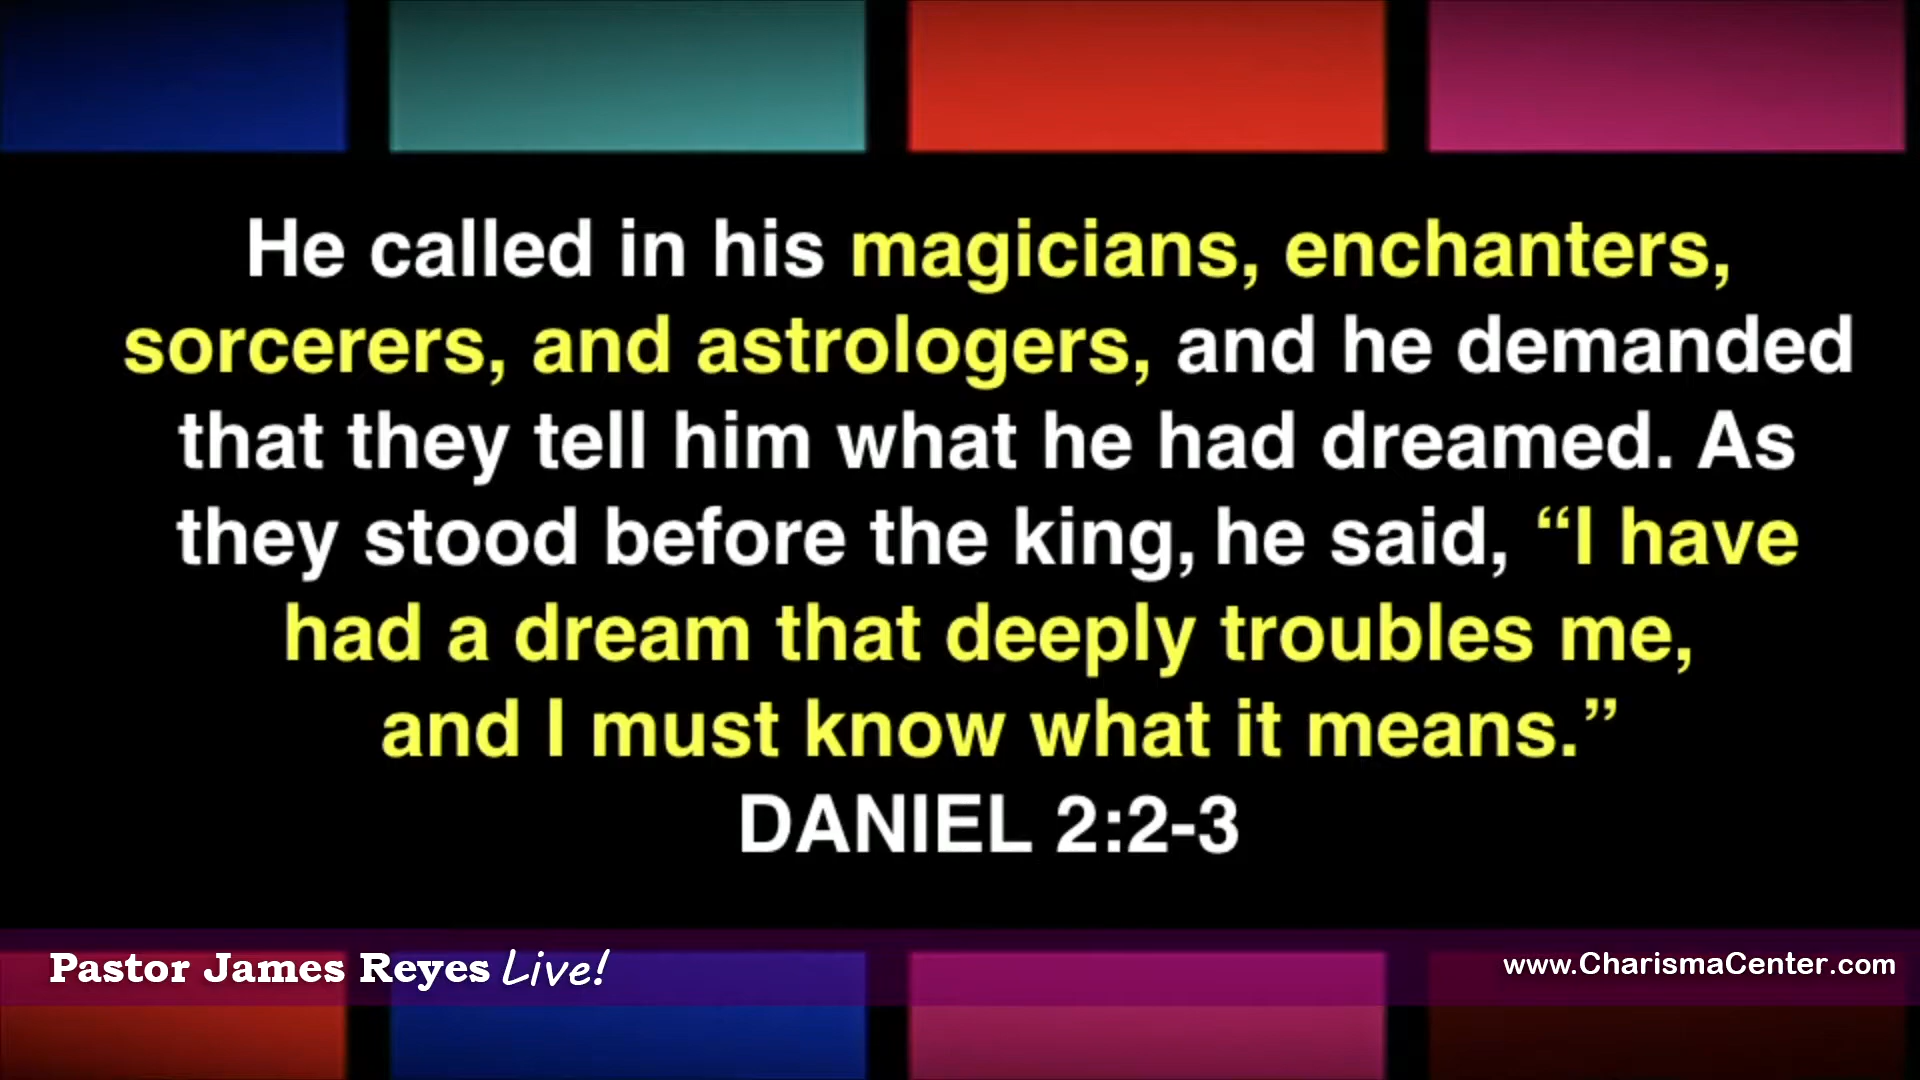 He called in his magicians, enchanters,
sorcerers, and astrologers, and he demanded
that they tell him what he had dreamed. As
they stood before the king, he said, “I have
had a dream that deeply troubles me,
and I must know what it means.”
DANIEL 2:2-3
Pastor James Reyes Live!
www.CharismaCenter.com